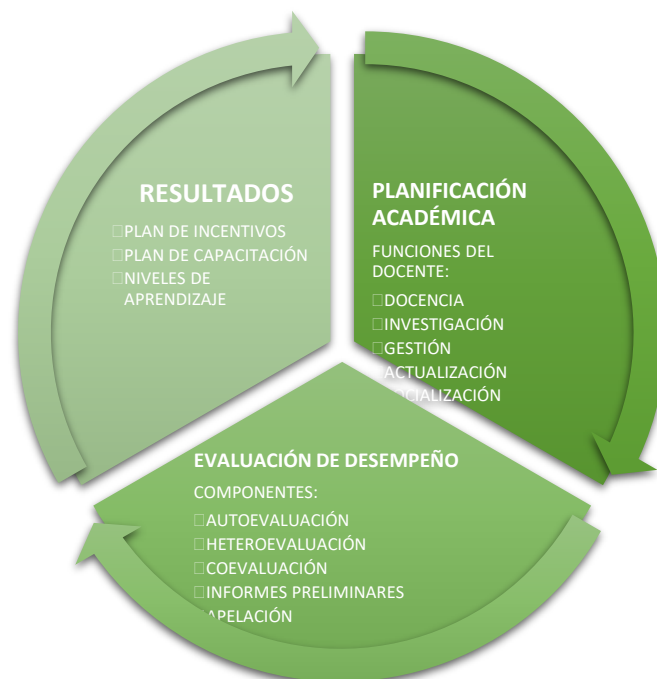 RESULTADOS
PLAN DE INCENTIVOS
PLAN DE CAPACITACIÓN
NIVELES DE
APRENDIZAJE
PLANIFICACIÓN
ACADÉMICA
FUNCIONES DEL
DOCENTE:
DOCENCIA
INVESTIGACIÓN
GESTIÓN
ACTUALIZACIÓN
EVALUACIÓN DE DESEMPEÑO
COMPONENTES:
AUTOEVALUACIÓN
HETEROEVALUACIÓN
COEVALUACIÓN
INFORMES PRELIMINARES
APELACIÓN